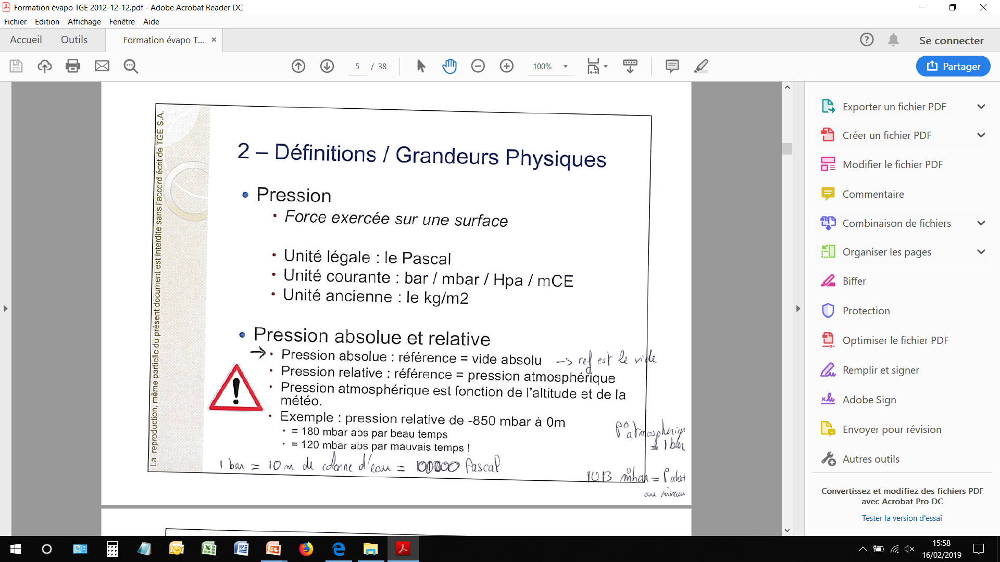 Formation évapo TGE 2012-12-12.pdf - Adobe Acrobat Reader DC
Fichier Edition Affichage Fenêtre Aide
Accueil Outils Formation évapo T... × Se connecter
5 / 38 100% Partager
La reproduction, même partielle du présent document est interdite sans l'accord écrit de TGE S.A.
2 – Définitions / Grandeurs Physiques
• Pression
• Force exercée sur une surface
• Unité légale : le Pascal
• Unité courante : bar / mbar / Hpa / mCE
• Unité ancienne : le kg/m2
• Pression absolue et relative
→ • Pression absolue : référence = vide absolu -> ref est le vide
• Pression relative : référence = pression atmosphérique
• Pression atmosphérique est fonction de l'altitude et de la
météo.
• Exemple : pression relative de -850 mbar à 0m
• = 180 mbar abs par beau temps
• = 120 mbar abs par mauvais temps !
P° atmosphériq
= 1 bar
1 bar = 10 m de colonne d'eau = 100000 Pascal
1013 mbar = P
au niveau
Exporter un fichier PDF
Créer un fichier PDF
Modifier le fichier PDF
Commentaire
Combinaison de fichiers
Organiser les pages
Biffer
Protection
Optimiser le fichier PDF
Remplir et signer
Adobe Sign
Envoyer pour révision
Autres outils
Convertissez et modifiez des fichiers PDF
avec Acrobat Pro DC
Tester la version d'essai
15:58
16/02/2019